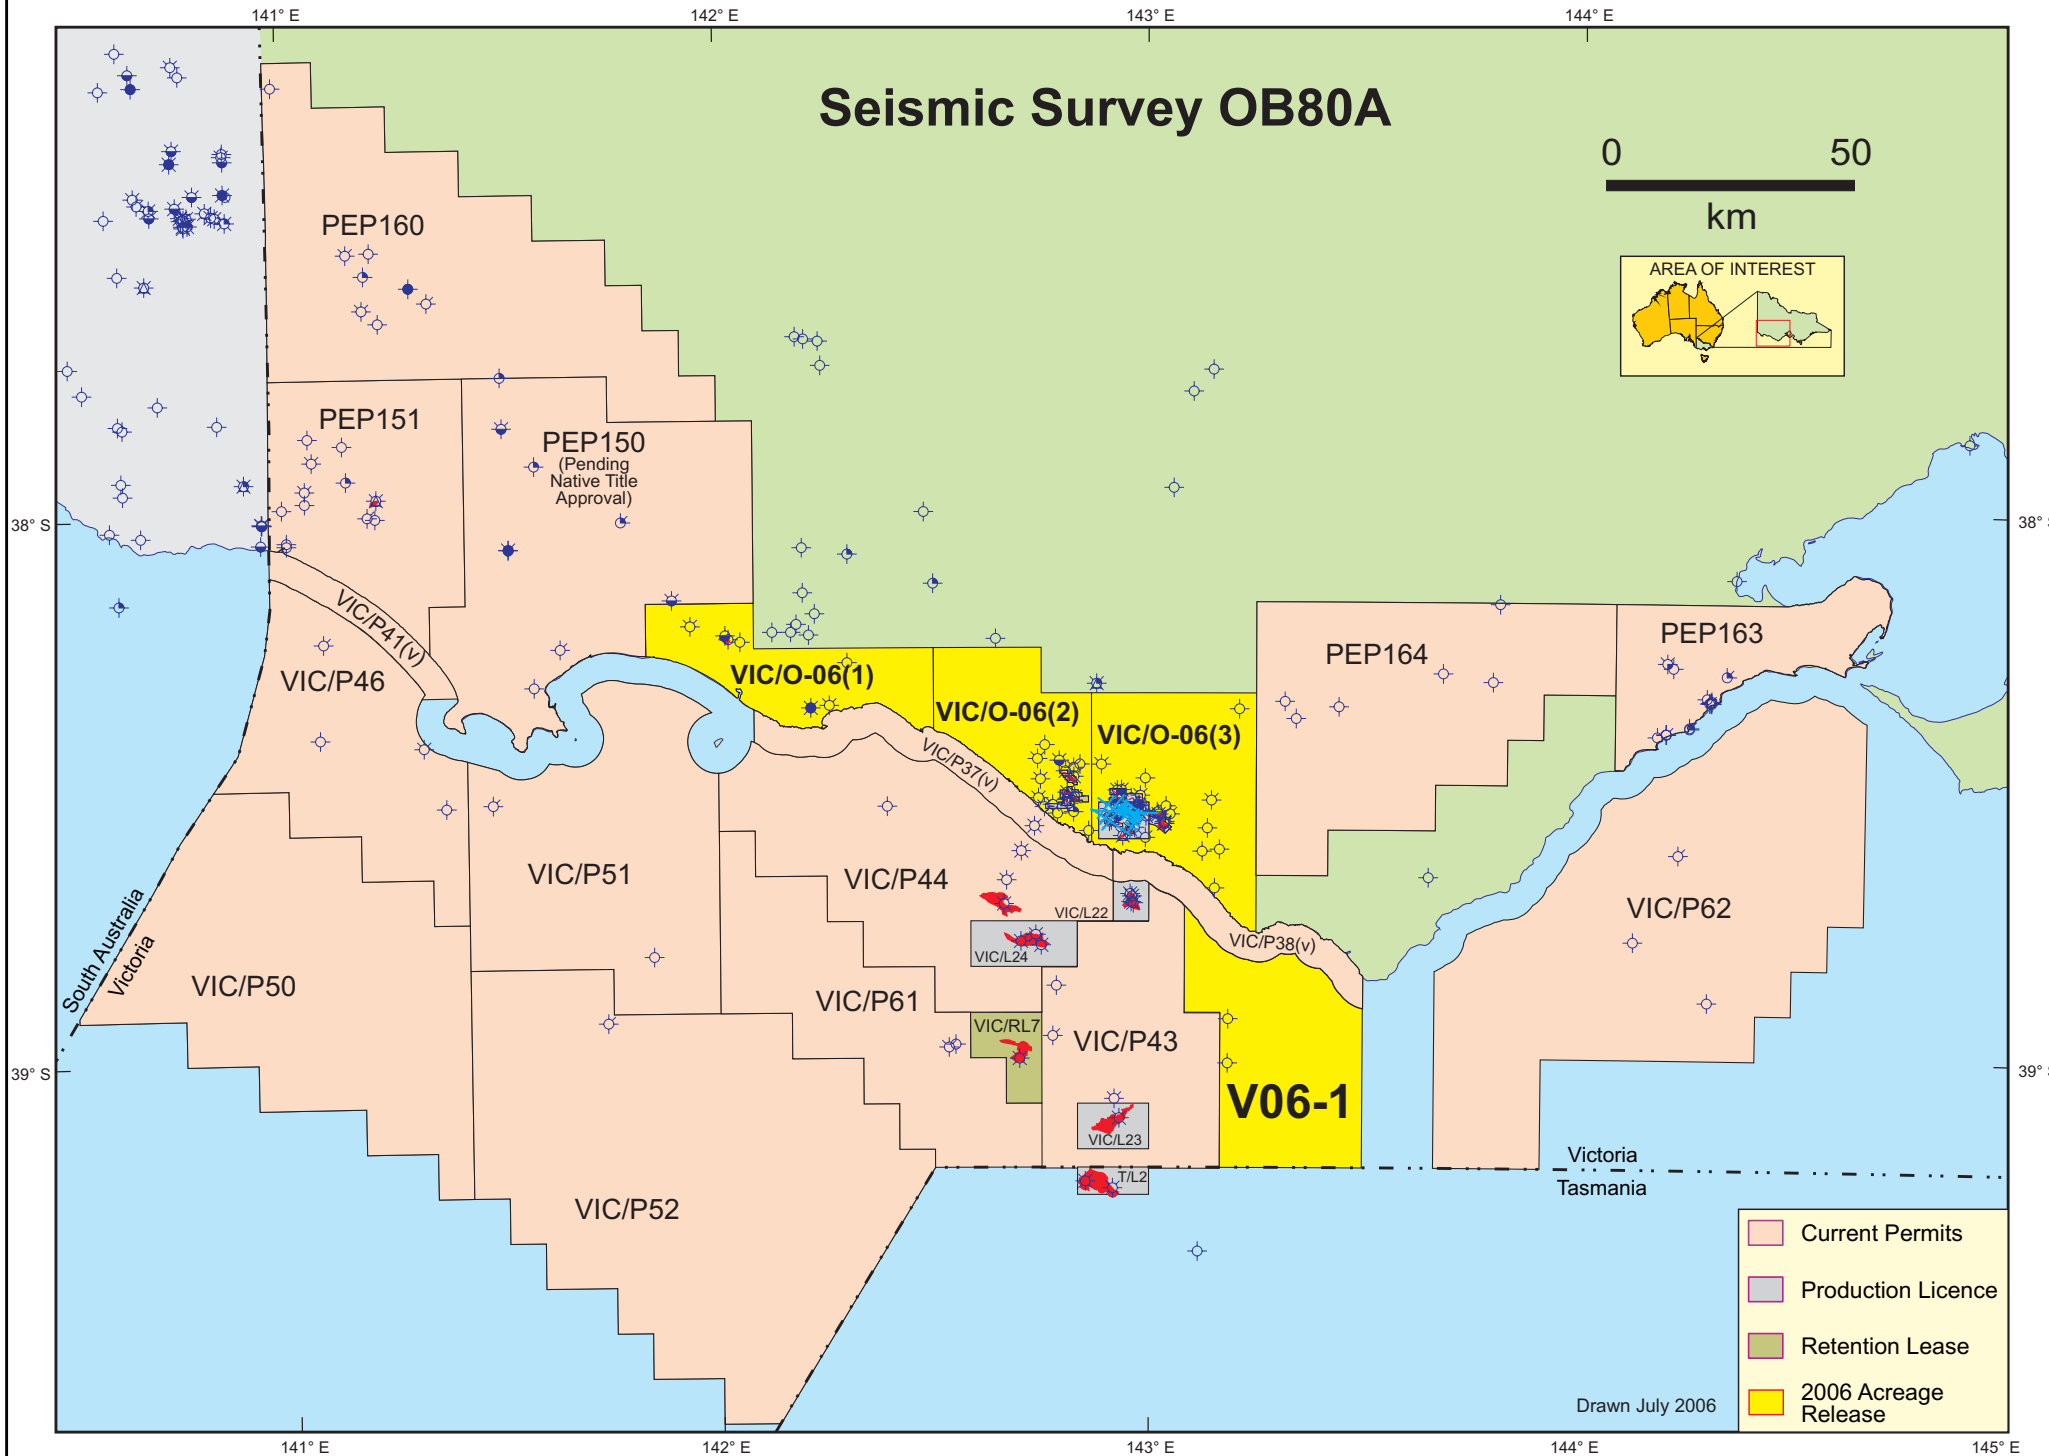 141° E
142° E
143° E
144° E
Seismic Survey OB80A
0
50
km
AREA OF INTEREST
PEP160
PEP151
PEP150
(Pending
Native Title
Approval)
38° S
38° S
VIC/P41(v)
VIC/P46
VIC/O-06(1)
VIC/O-06(2)
VIC/O-06(3)
PEP164
PEP163
VIC/P37(v)
VIC/P51
VIC/P44
VIC/L22
VIC/P62
VIC/P38(v)
VIC/L24
South Australia
Victoria
VIC/P50
VIC/P61
VIC/RL7
VIC/P43
39° S
39° S
V06-1
VIC/L23
T/L2
Victoria
Tasmania
VIC/P52
Current Permits
Production Licence
Retention Lease
2006 Acreage
Release
Drawn July 2006
141° E
142° E
143° E
144° E
145° E